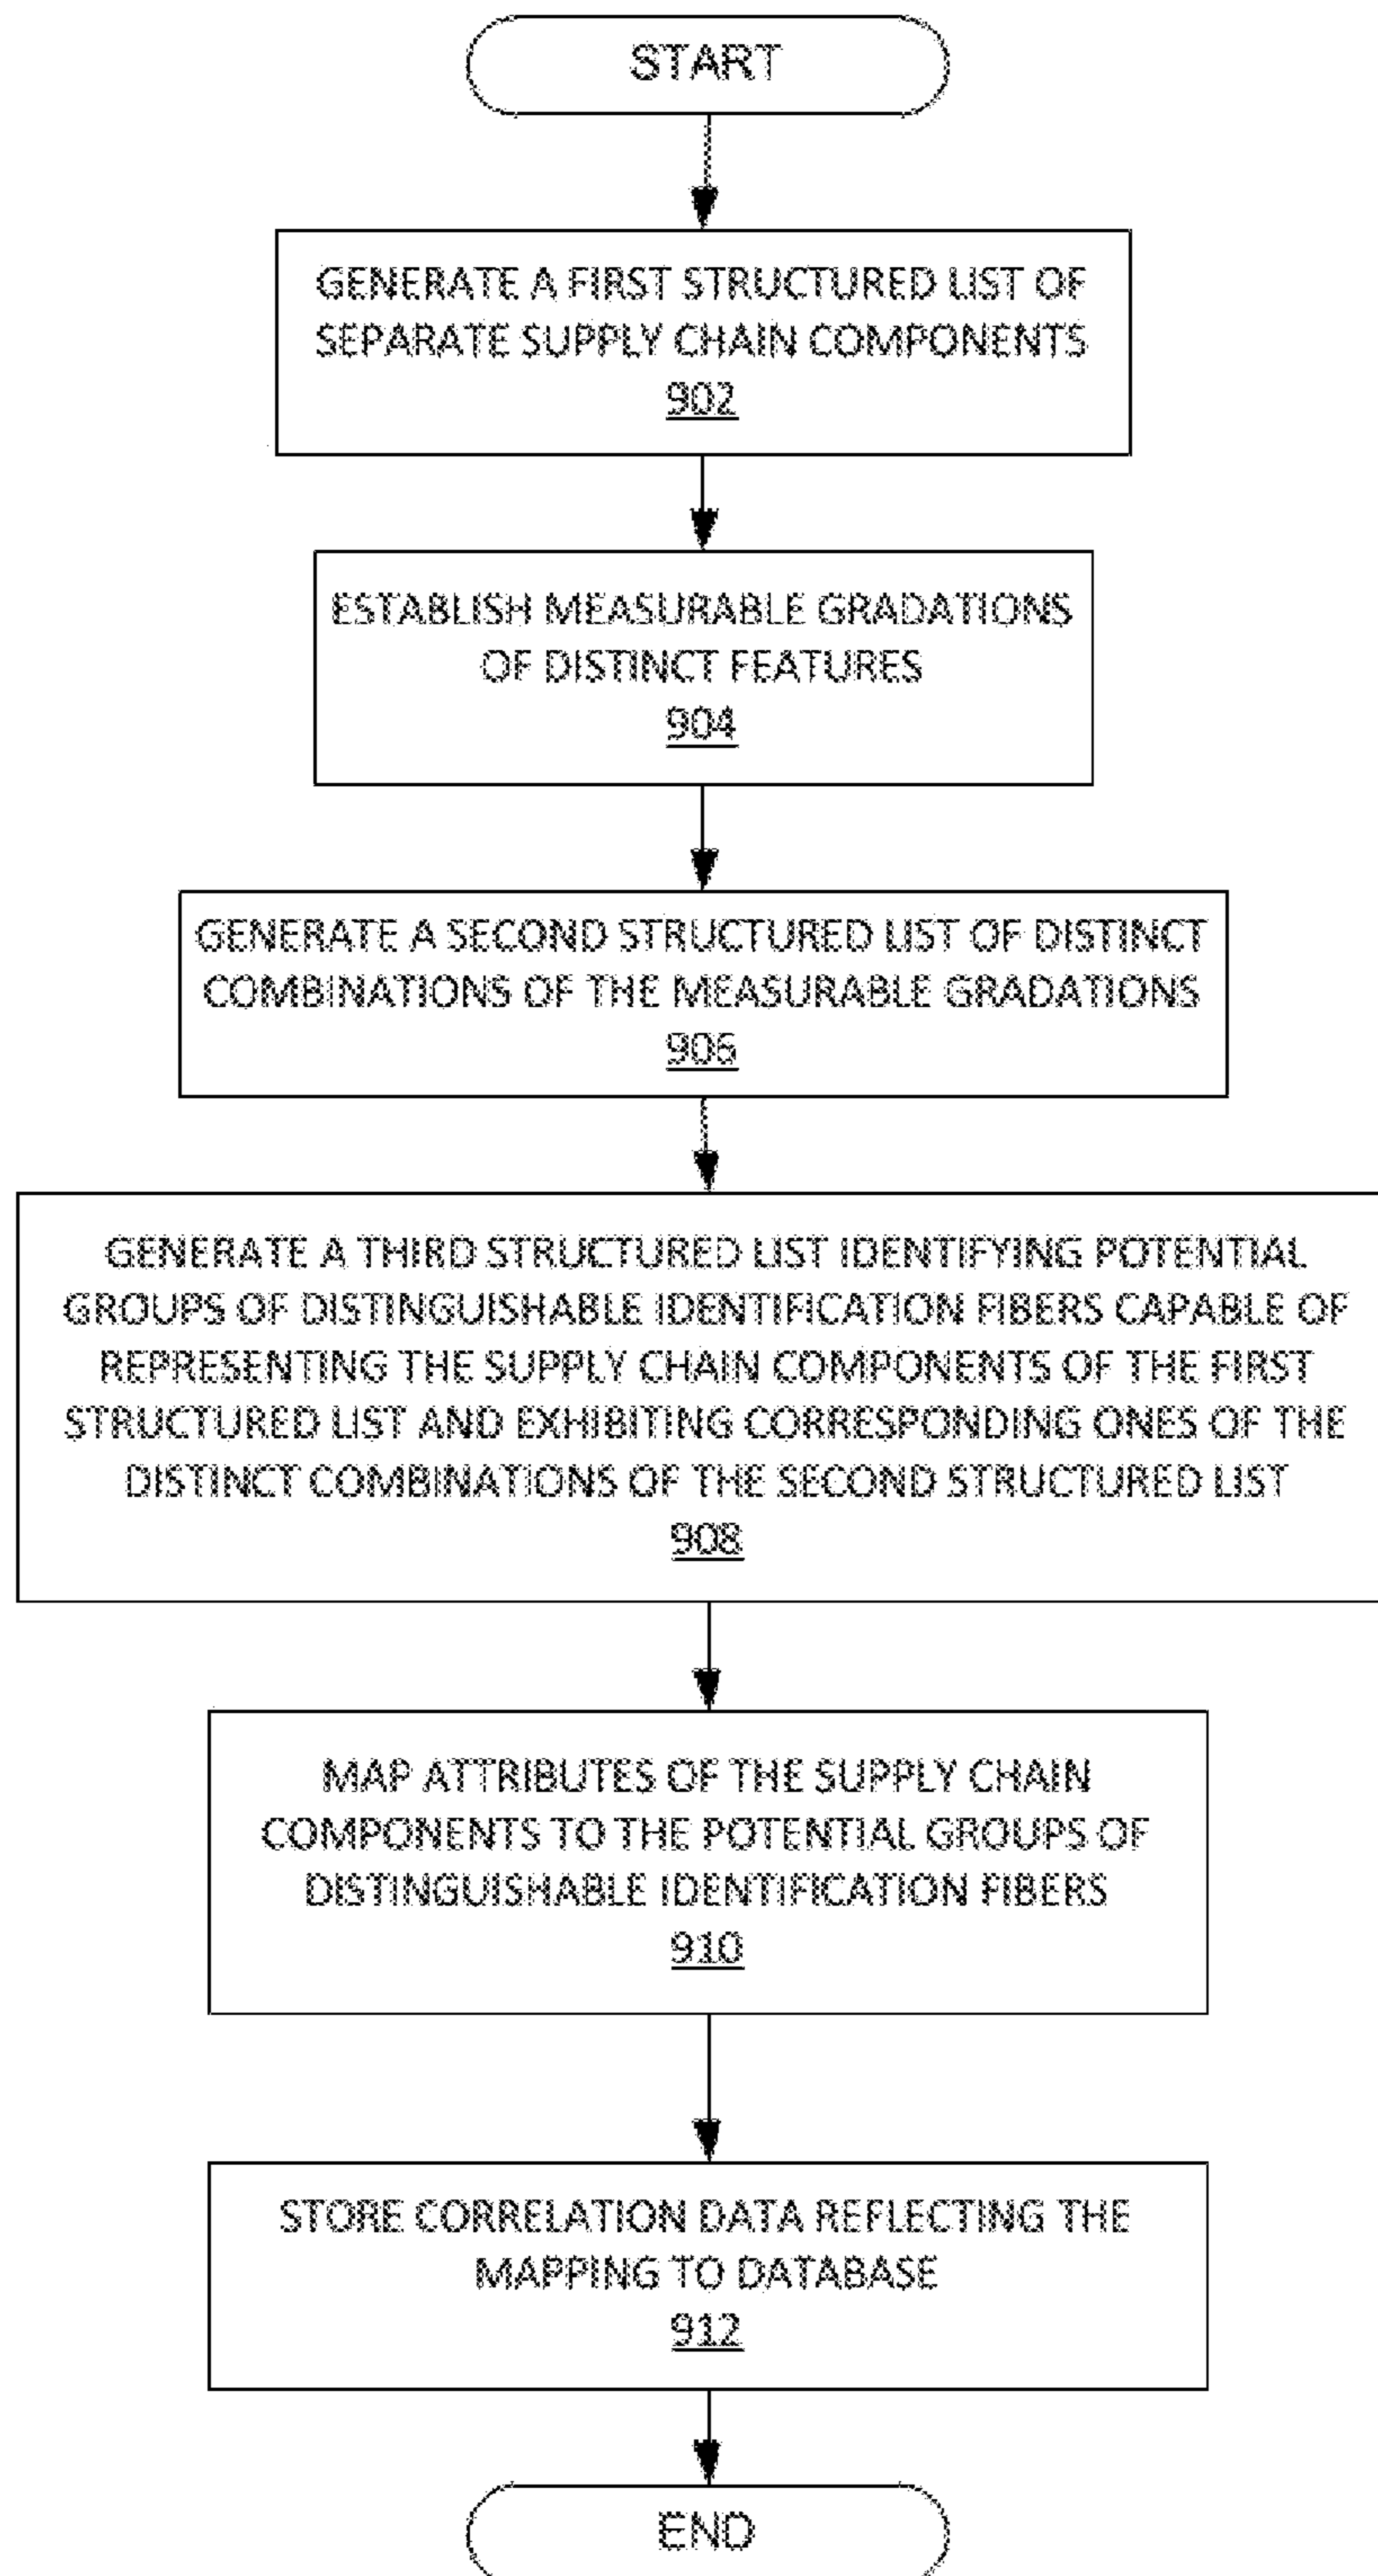 START
GENERATE A FIRST STRUCTURED LIST OF
SEPARATE SUPPLY CHAIN COMPONENTS
902
ESTABLISH MEASURABLE GRADATIONS
OF DISTINCT FEATURES
904
GENERATE A SECOND STRUCTURED LIST OF DISTINCT
COMBINATIONS OF THE MEASURABLE GRADATIONS
906
GENERATE A THIRD STRUCTURED LIST IDENTIFYING POTENTIAL
GROUPS OF DISTINGUISHABLE IDENTIFICATION FIBERS CAPABLE OF
REPRESENTING THE SUPPLY CHAIN COMPONENTS OF THE FIRST
STRUCTURED LIST AND EXHIBITING CORRESPONDING ONES OF THE
DISTINCT COMBINATIONS OF THE SECOND STRUCTURED LIST
908
MAP ATTRIBUTES OF THE SUPPLY CHAIN
COMPONENTS TO THE POTENTIAL GROUPS OF
DISTINGUISHABLE IDENTIFICATION FIBERS
910
STORE CORRELATION DATA REFLECTING THE
MAPPING TO DATABASE
912
END